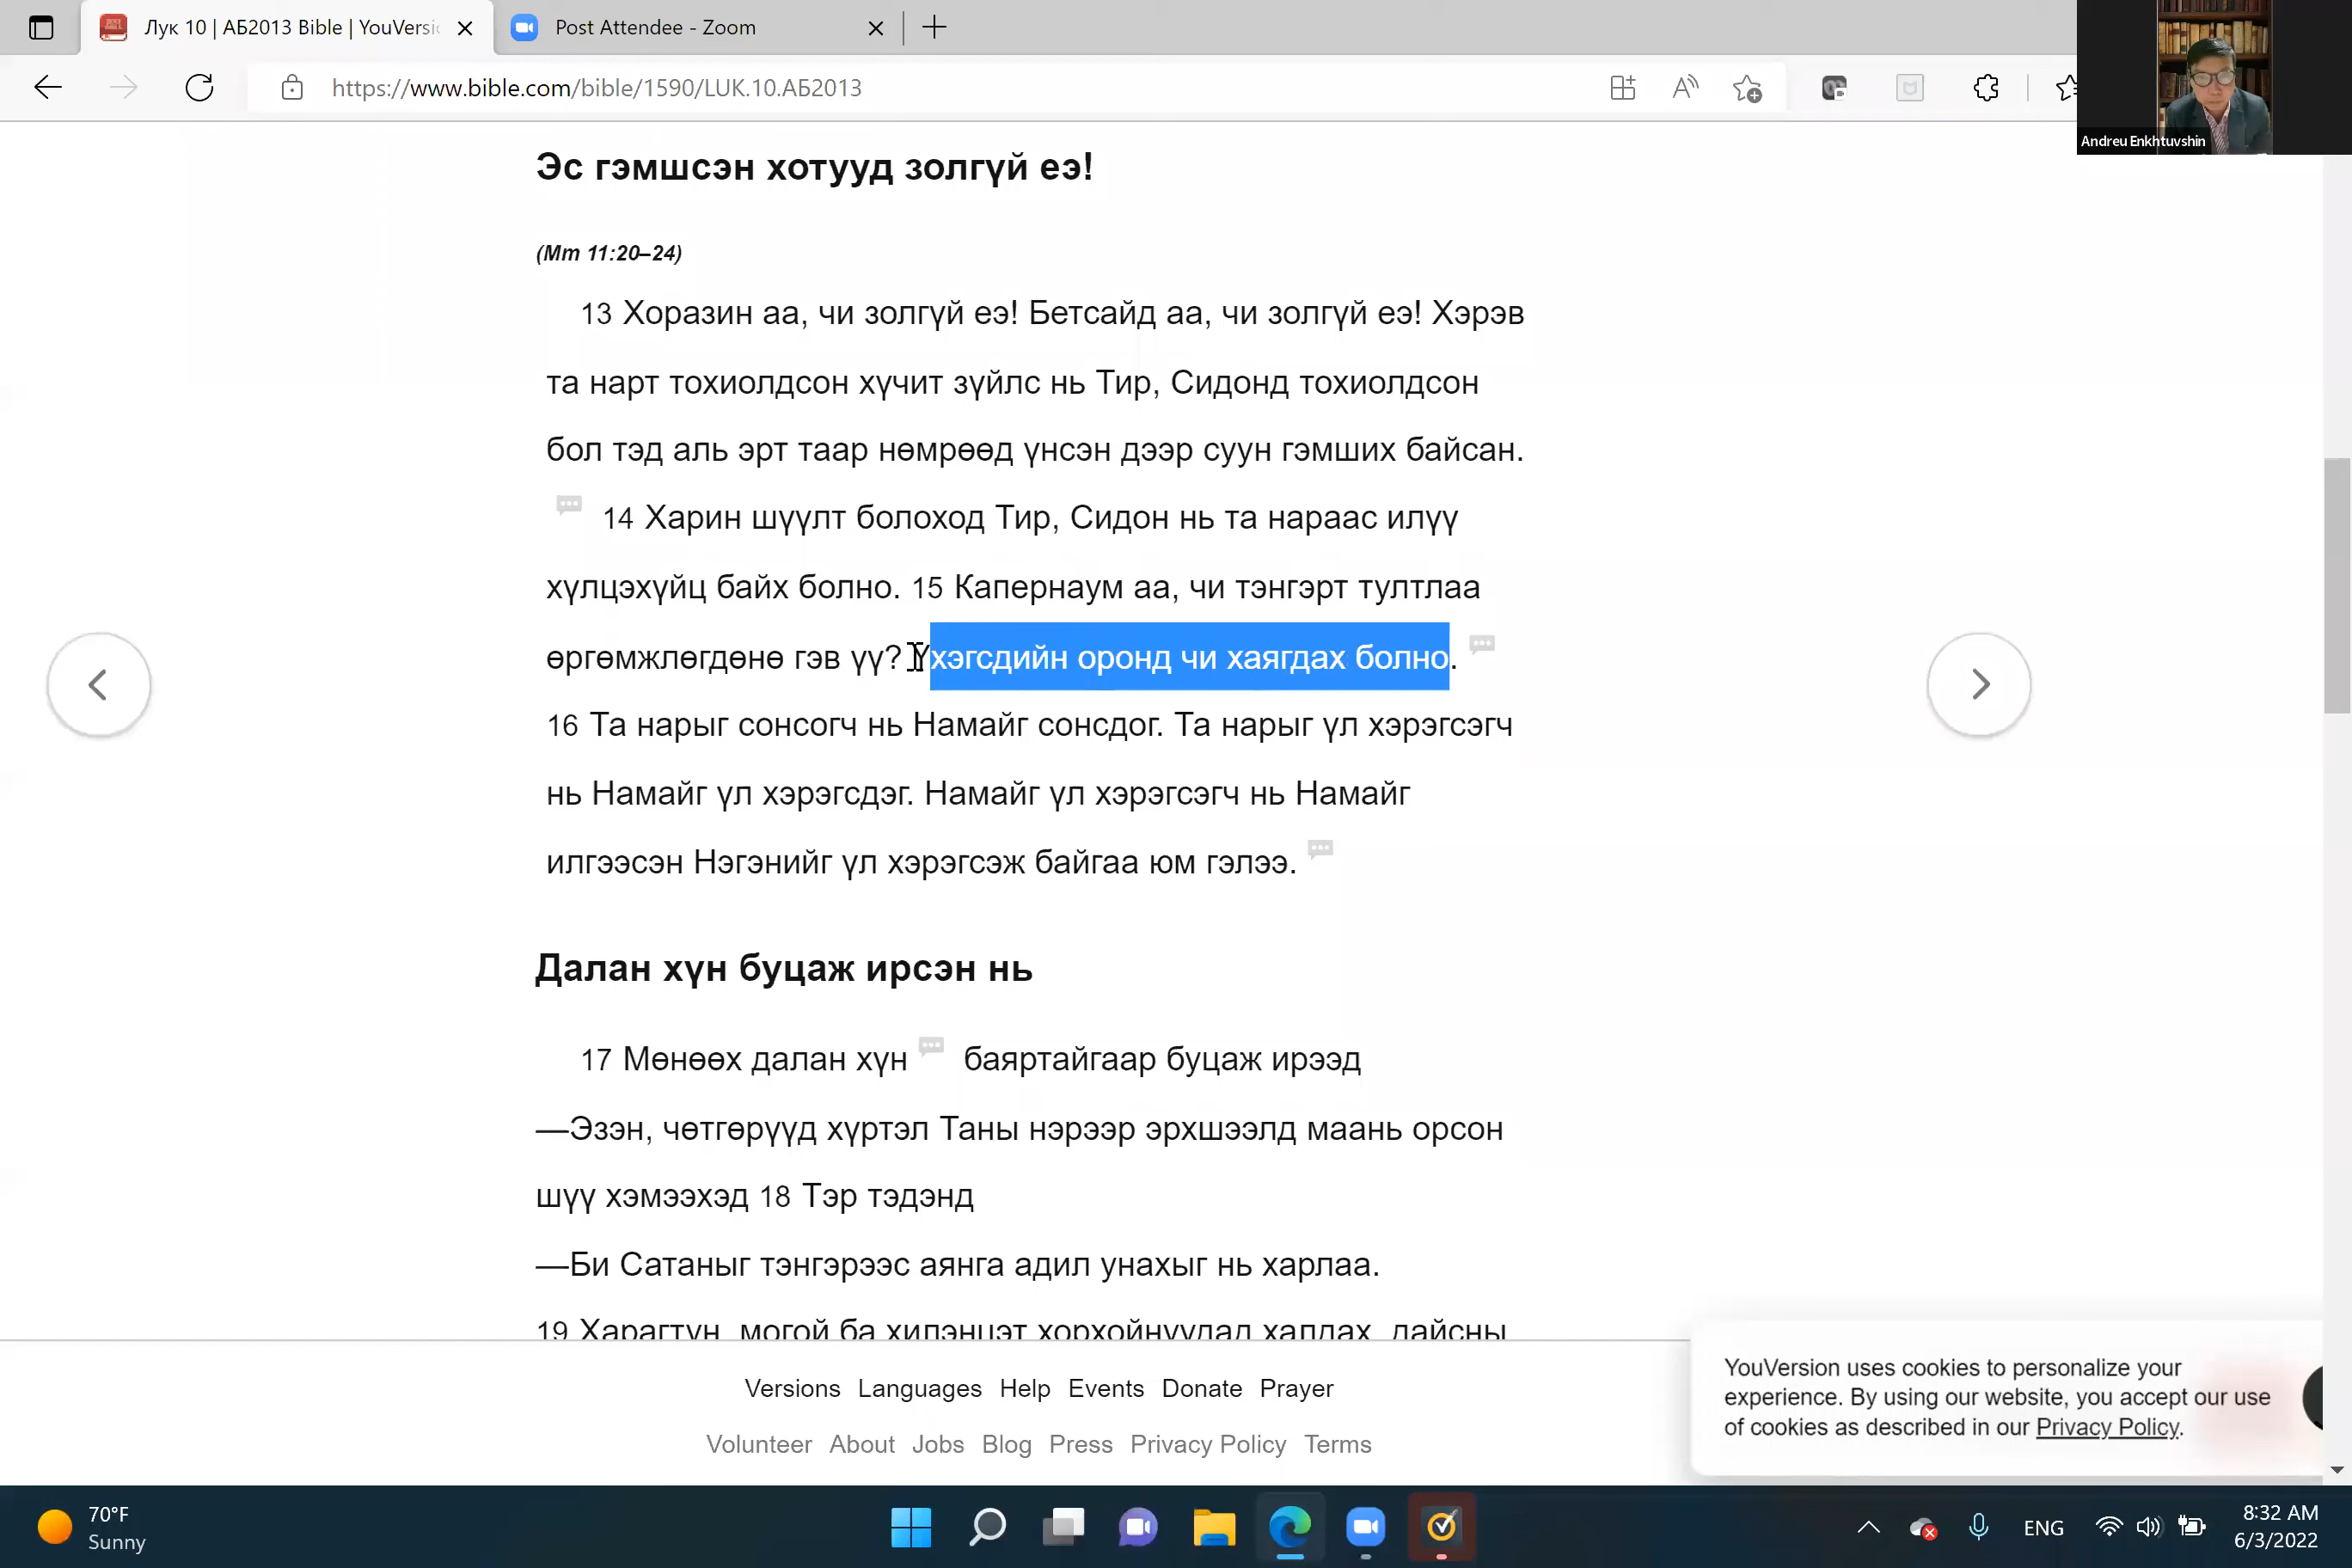 Лук 10 | АБ2013 Bible | YouVersi
Post Attendee - Zoom
https://www.bible.com/bible/1590/LUK.10.АБ2013
Andreu Enkhtuvshin
Эс гэмшсэн хотууд золгүй еэ!
(Мт 11:20–24)
13 Хоразин аа, чи золгүй еэ! Бетсайд аа, чи золгүй еэ! Хэрэв
та нарт тохиолдсон хүчит зүйлс нь Тир, Сидонд тохиолдсон
бол тэд аль эрт таар нөмрөөд үнсэн дээр суун гэмших байсан.
14 Харин шүүлт болоход Тир, Сидон нь та нараас илүү
хүлцэхүйц байх болно. 15 Капернаум аа, чи тэнгэрт тултлаа
өргөмжлөгдөнө гэв үү? Үхэгсдийн оронд чи хаягдах болно.
16 Та нарыг сонсогч нь Намайг сонсдог. Та нарыг үл хэрэгсэгч
нь Намайг үл хэрэгсдэг. Намайг үл хэрэгсэгч нь Намайг
илгээсэн Нэгэнийг үл хэрэгсэж байгаа юм гэлээ.
Далан хүн буцаж ирсэн нь
17 Мөнөөх далан хүн баяртайгаар буцаж ирээд
—Эзэн, чөтгөрүүд хүртэл Таны нэрээр эрхшээлд маань орсон
шүү хэмээхэд 18 Тэр тэдэнд
—Би Сатаныг тэнгэрээс аянга адил унахыг нь харлаа.
19 Харагтун, могой ба хилэнцэт хорхойнуудад халдах, дайсны
Versions Languages Help Events Donate Prayer
Volunteer About Jobs Blog Press Privacy Policy Terms
YouVersion uses cookies to personalize your
experience. By using our website, you accept our use
of cookies as described in our Privacy Policy.
70°F
Sunny
ENG
8:32 AM
6/3/2022